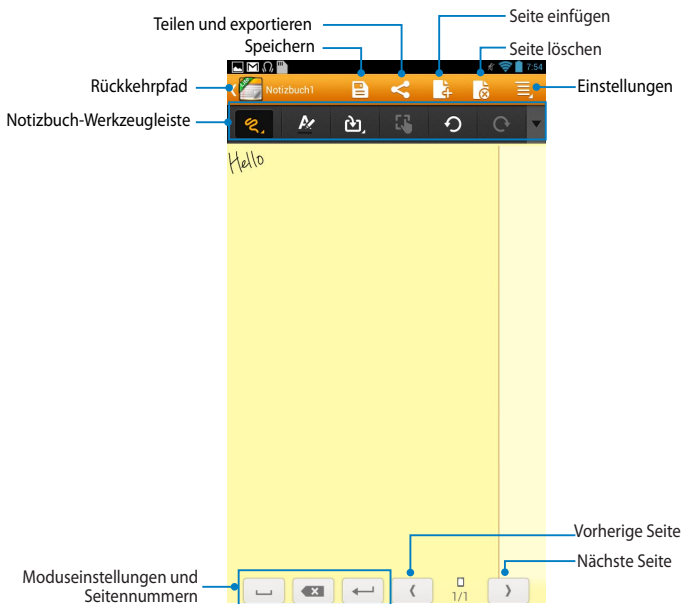 Teilen und exportieren
Seite einfügen
Speichern
Seite löschen
7:54
Rückkehrpfad
Notizbuch1
Einstellungen
Notizbuch-Werkzeugleiste
Hello
Vorherige Seite
Nächste Seite
Moduseinstellungen und
Seitennummern
1/1